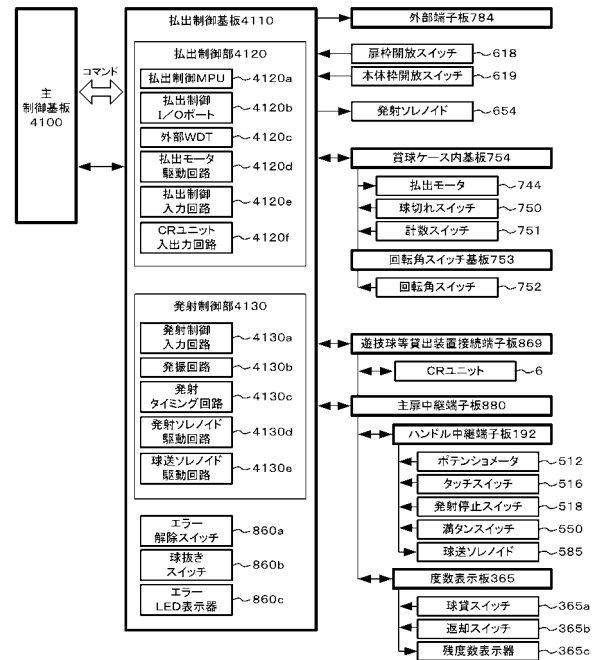 主
制御基板
4100
コマンド
払出制御基板4110
払出制御部4120
払出制御MPU
4120a
払出制御
I/Oポート
4120b
外部WDT
4120c
払出モータ
駆動回路
4120d
払出制御
入力回路
4120e
CRユニット
入出力回路
4120f
発射制御部4130
発射制御
入力回路
4130a
発振回路
4130b
発射
タイミング回路
4130c
発射ソレノイド
駆動回路
4130d
球送ソレノイド
駆動回路
4130e
エラー
解除スイッチ
860a
球抜き
スイッチ
860b
エラー
LED表示器
860c
外部端子板784
扉枠開放スイッチ
618
本体枠開放スイッチ
619
発射ソレノイド
654
賞球ケース内基板754
払出モータ
744
球切れスイッチ
750
計数スイッチ
751
回転角スイッチ基板753
回転角スイッチ
752
遊技球等貸出装置接続端子板869
CRユニット
6
主扉中継端子板880
ハンドル中継端子板192
ポテンショメータ
512
タッチスイッチ
516
発射停止スイッチ
518
満タンスイッチ
550
球送ソレノイド
585
度数表示板365
球貸スイッチ
365a
返却スイッチ
365b
残度数表示器
365c